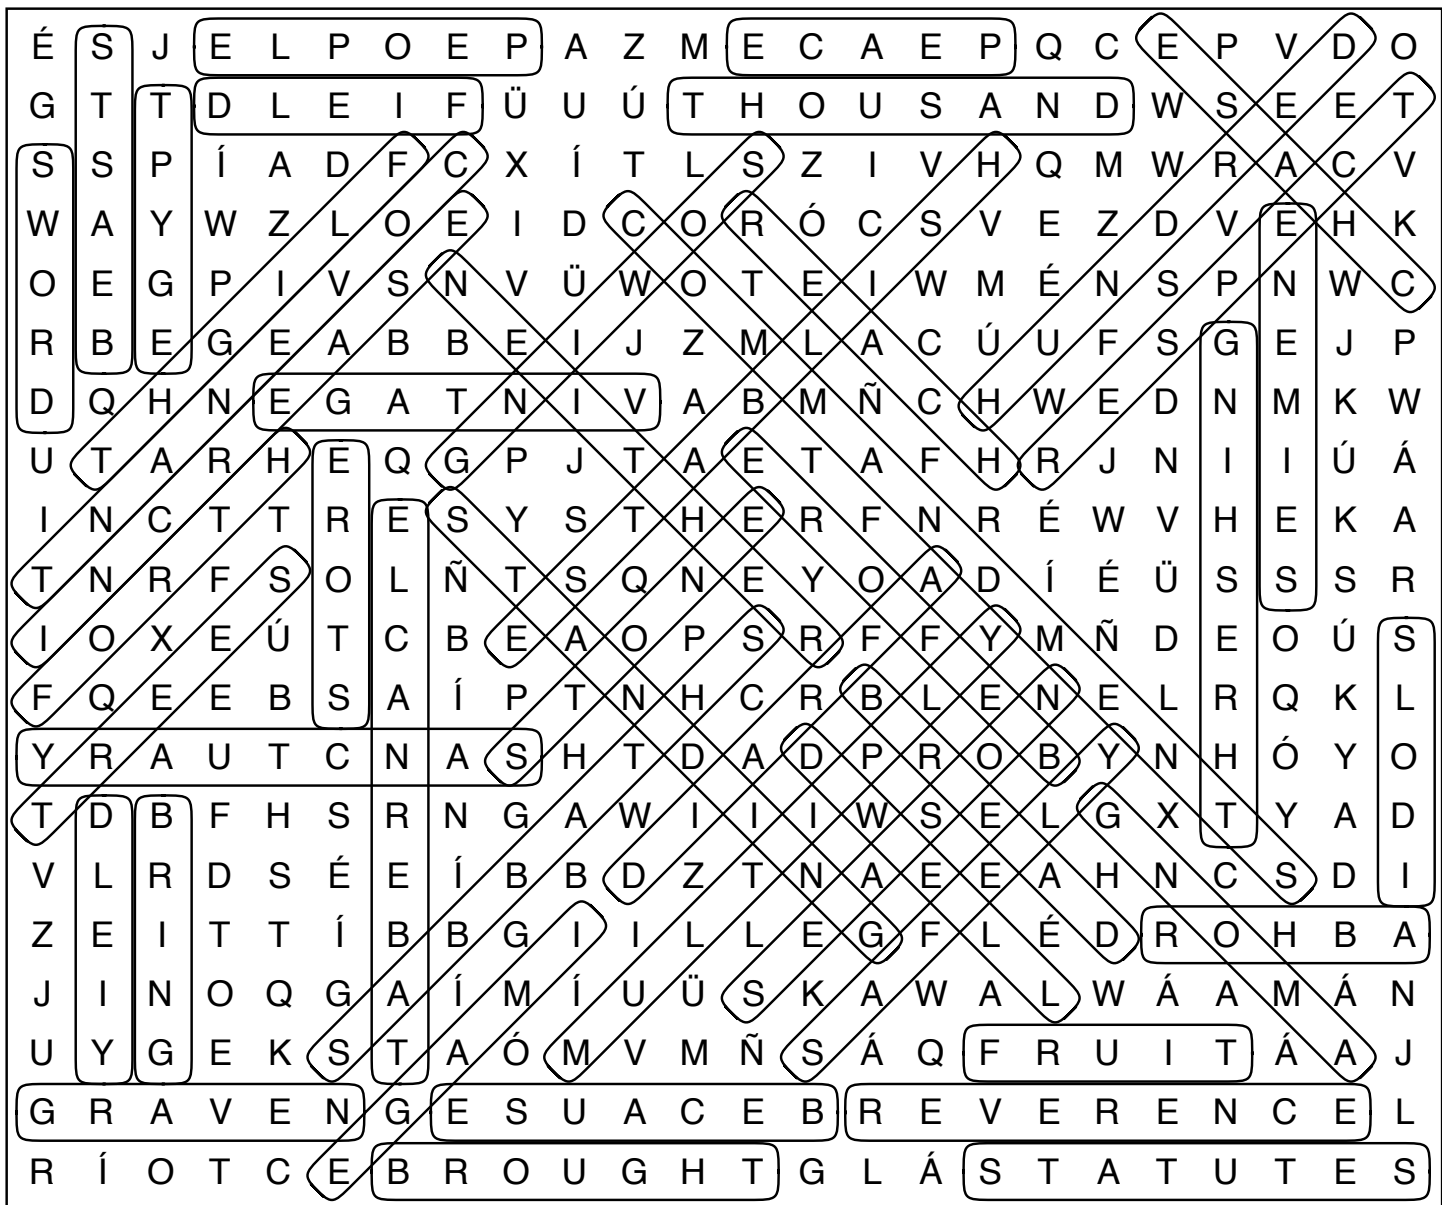 É S J E L P O E P A Z M E C A E P Q C E P V D O
G T T D L E I F Ü U Ú T H O U S A N D W S E E T
S S P Í A D F C X Í T L S Z I V H Q M W R A C V
W A Y W Z L O E I D C O R Ó C S V E Z D V E H K
O E G P I V S N V Ü W O T E I W M É N S P N W C
R B E G E A B B E I J Z M L A C Ú U F S G E J P
D Q H N E G A T N I V A B M Ñ C H W E D N M K W
U T A R H E Q G P J T A E T A F H R J N I I Ú Á
I N C T T R E S Y S T H E R F N R É W V H E K A
T N R F S O L Ñ T S Q N E Y O A D Í É Ü S S S R
I O X E Ú T C B E A O P S R F F Y M Ñ D E O Ú S
F Q E E B S A Í P T N H C R B L E N E L R Q K L
Y R A U T C N A S H T D A D P R O B Y N H Ó Y O
T D B F H S R N G A W I I I W S E L G X T Y A D
V L R D S É E Í B B D Z T N A E E A H N C S D I
Z E I T T Í B B G I I L L E G F L É D R O H B A
J I N O Q G A Í M Í U Ü S K A W A L W Á A M Á N
U Y G E K S T A Ó M V M Ñ S Á Q F R U I T Á A J
G R A V E N G E S U A C E B R E V E R E N C E L
R Í O T C E B R O U G H T G L Á S T A T U T E S